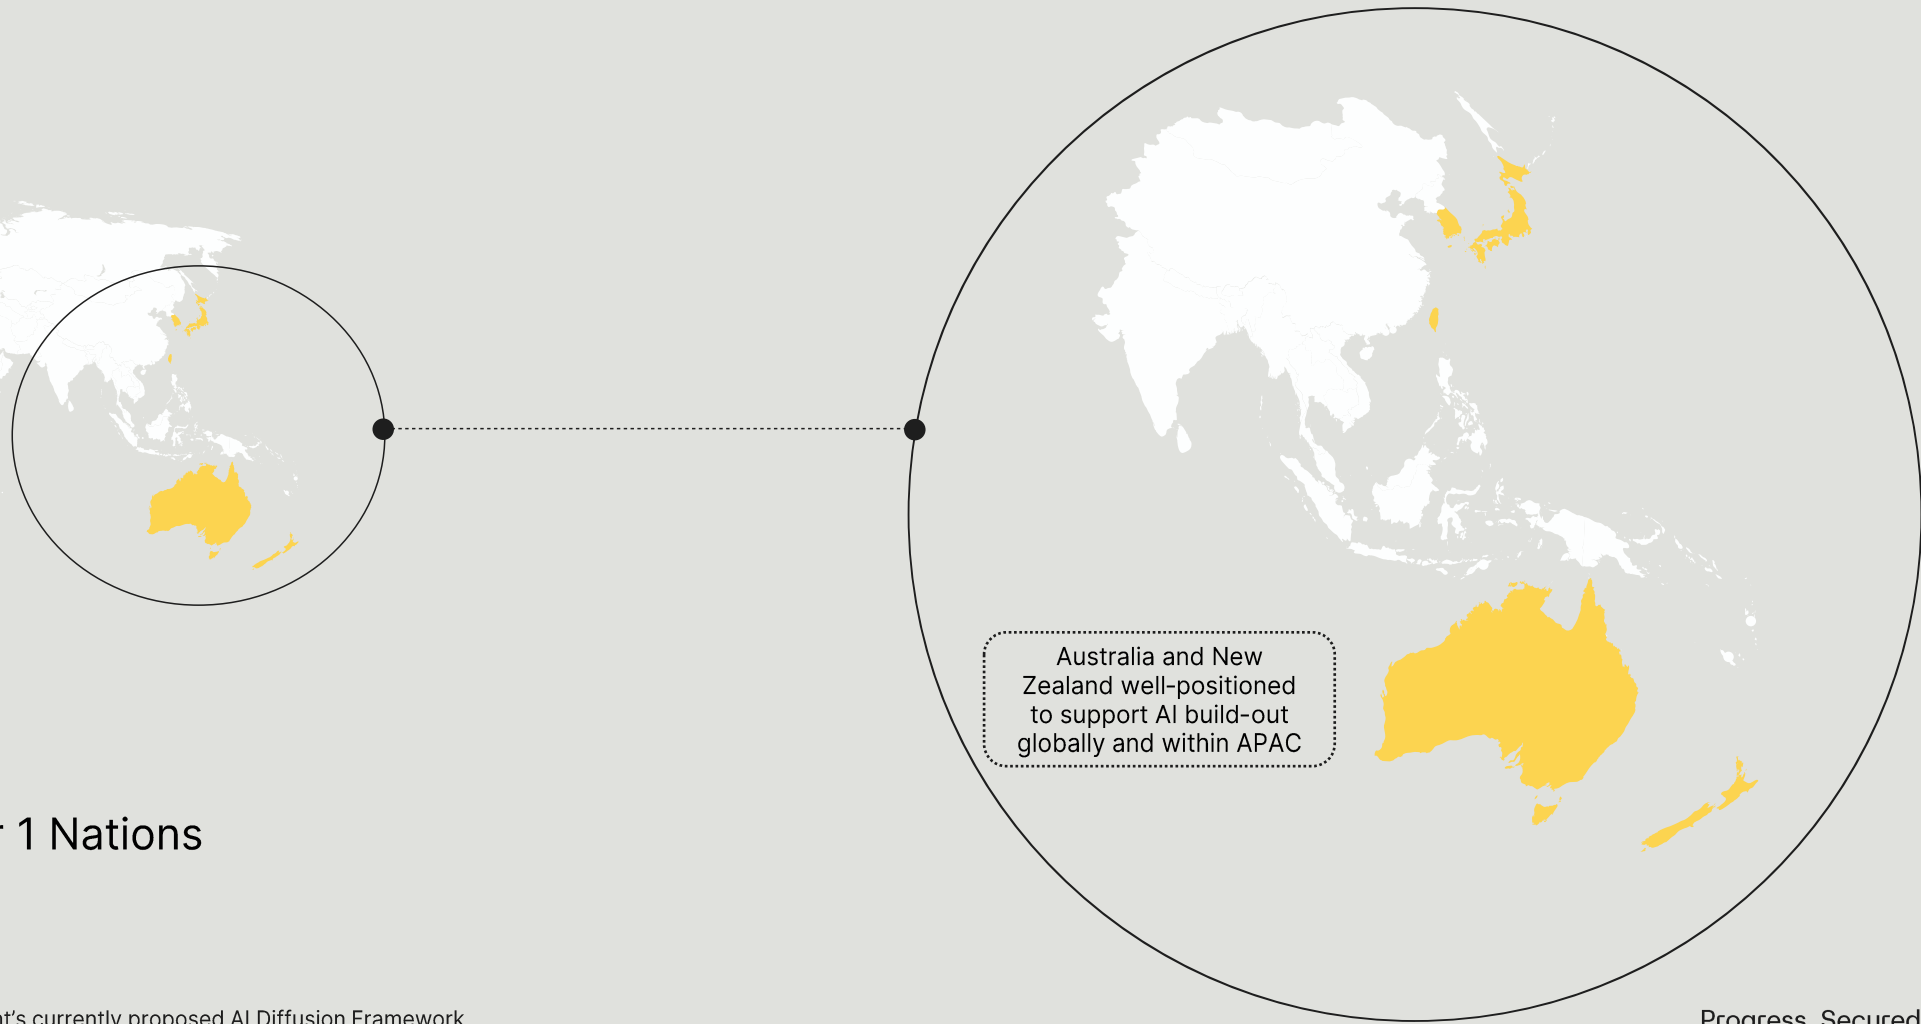 Australia and New
Zealand well-positioned
to support AI build-out
globally and within APAC
1 Nations
currently proposed AI Diffusion Framework
Progress. Secured